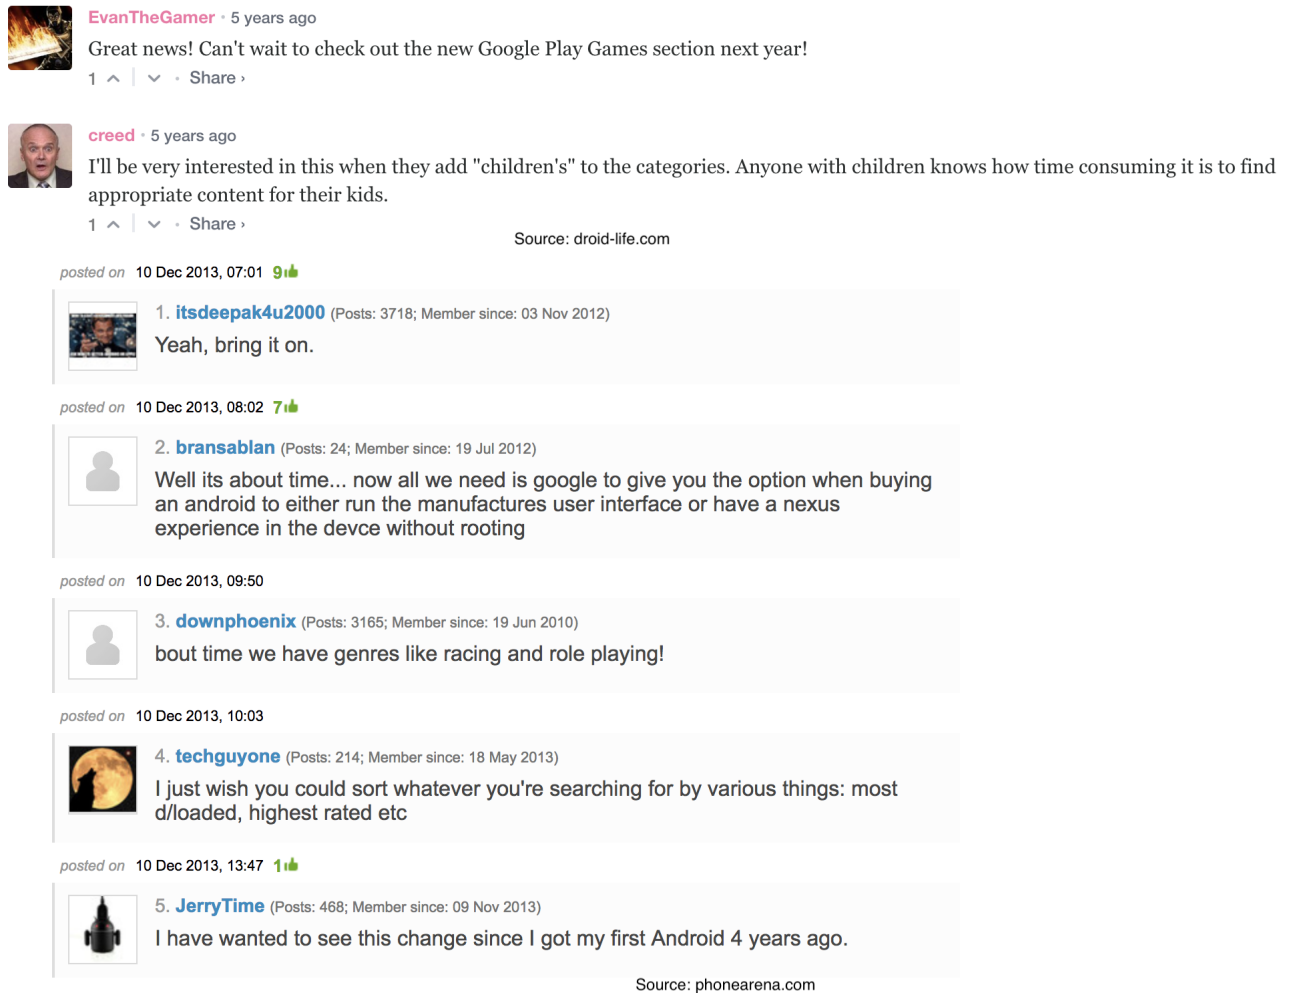 EvanTheGamer • 5 years ago
Great news! Can't wait to check out the new Google Play Games section next year!
1 • Share ›
creed • 5 years ago
I'll be very interested in this when they add "children's" to the categories. Anyone with children knows how time consuming it is to find
appropriate content for their kids.
1 • Share ›
Source: droid-life.com
posted on 10 Dec 2013, 07:01 9
1. itsdeepak4u2000 (Posts: 3718; Member since: 03 Nov 2012)
Yeah, bring it on.
posted on 10 Dec 2013, 08:02 7
2. bransablan (Posts: 24; Member since: 19 Jul 2012)
Well its about time... now all we need is google to give you the option when buying
an android to either run the manufactures user interface or have a nexus
experience in the devce without rooting
posted on 10 Dec 2013, 09:50
3. downphoenix (Posts: 3165; Member since: 19 Jun 2010)
bout time we have genres like racing and role playing!
posted on 10 Dec 2013, 10:03
4. techguyone (Posts: 214; Member since: 18 May 2013)
I just wish you could sort whatever you're searching for by various things: most
d/loaded, highest rated etc
posted on 10 Dec 2013, 13:47 1
5. JerryTime (Posts: 468; Member since: 09 Nov 2013)
I have wanted to see this change since I got my first Android 4 years ago.
Source: phonearena.com